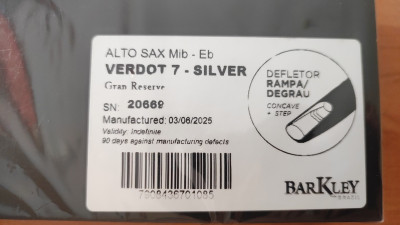 ALTO SAX Mib - Eb
VERDOT 7 - SILVER
Gran Reserve
SN: 20669
Manufactured: 03/06/2025
Validity: Indefinite
90 days against manufacturing defects
DEFLETOR
RAMPA/
DEGRAU
CONCAVE
+ STEP
BARKLEY